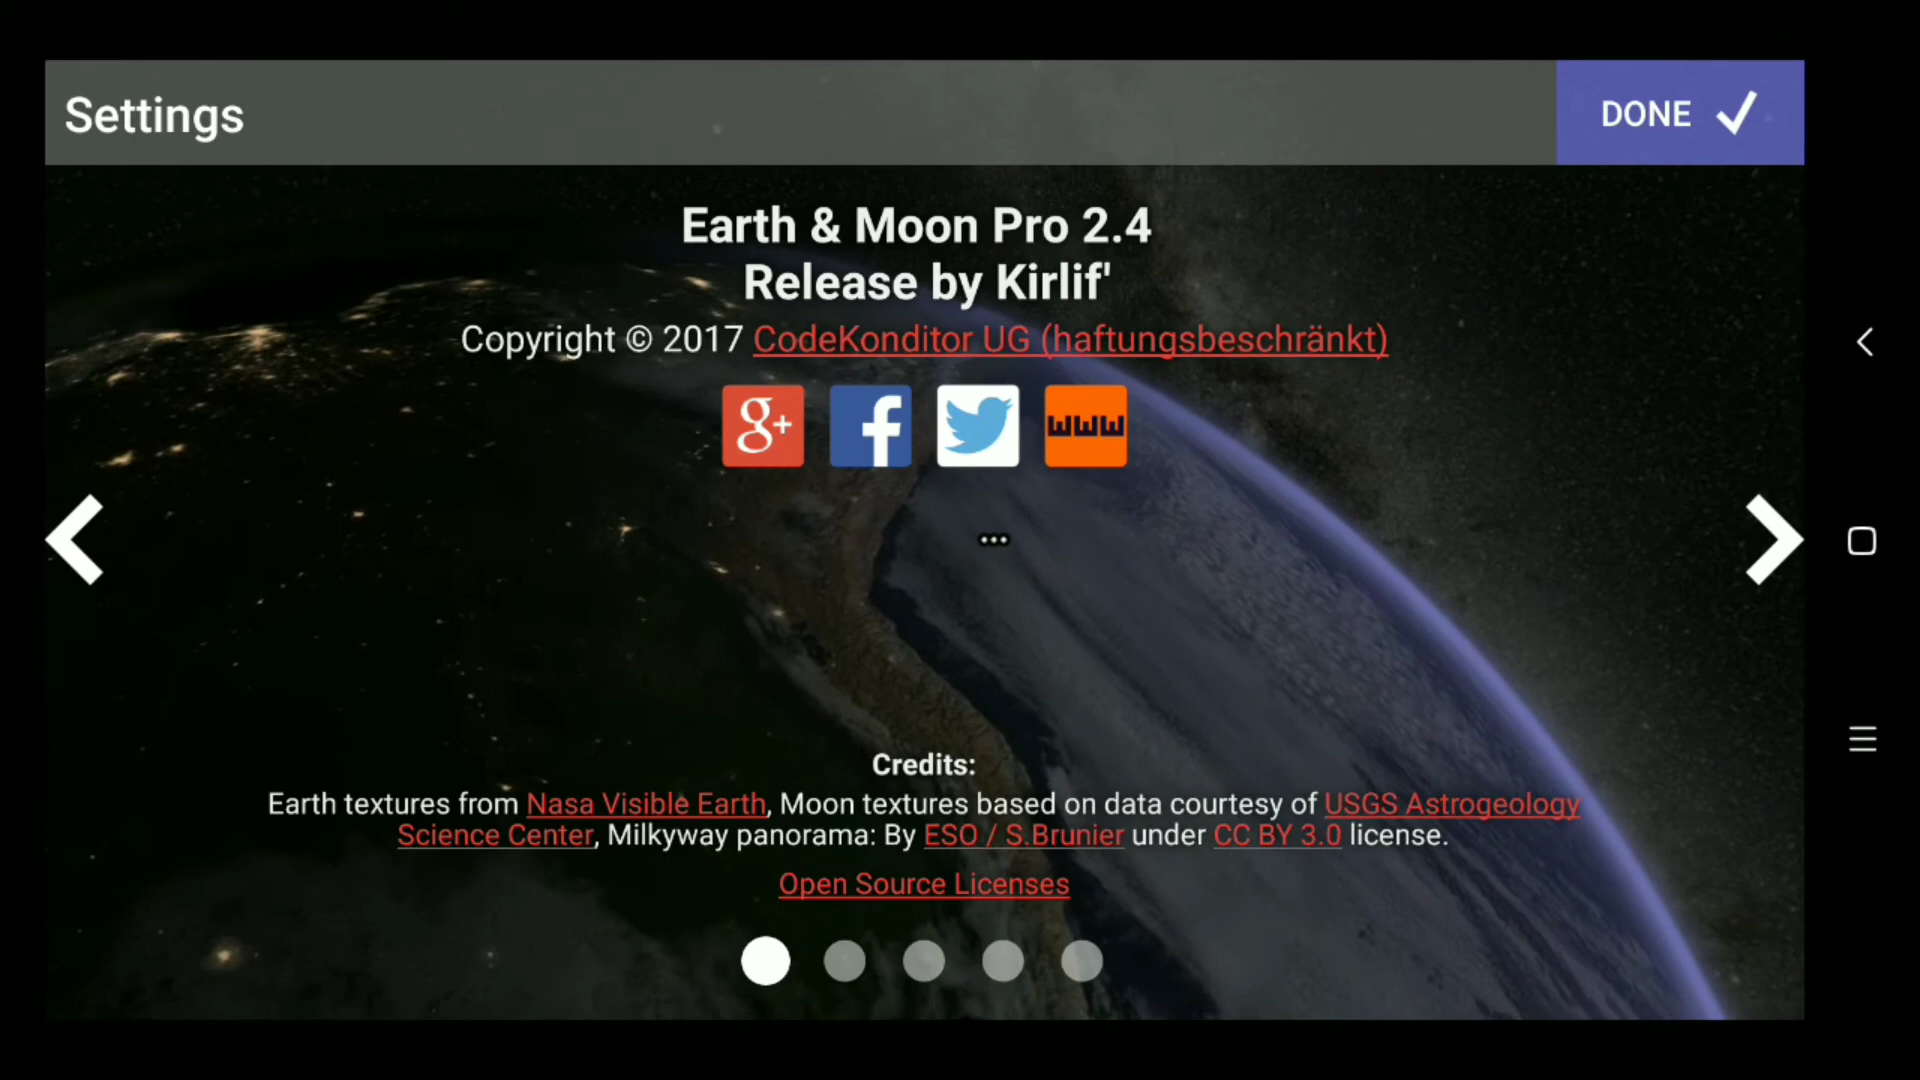 Settings
DONE
Earth & Moon Pro 2.4
Release by Kirlif'
Copyright © 2017 CodeKonditor UG (haftungsbeschränkt)
g+ f www
Credits:
Earth textures from Nasa Visible Earth, Moon textures based on data courtesy of USGS Astrogeology
Science Center, Milkyway panorama: By ESO / S.Brunier under CC BY 3.0 license.
Open Source Licenses